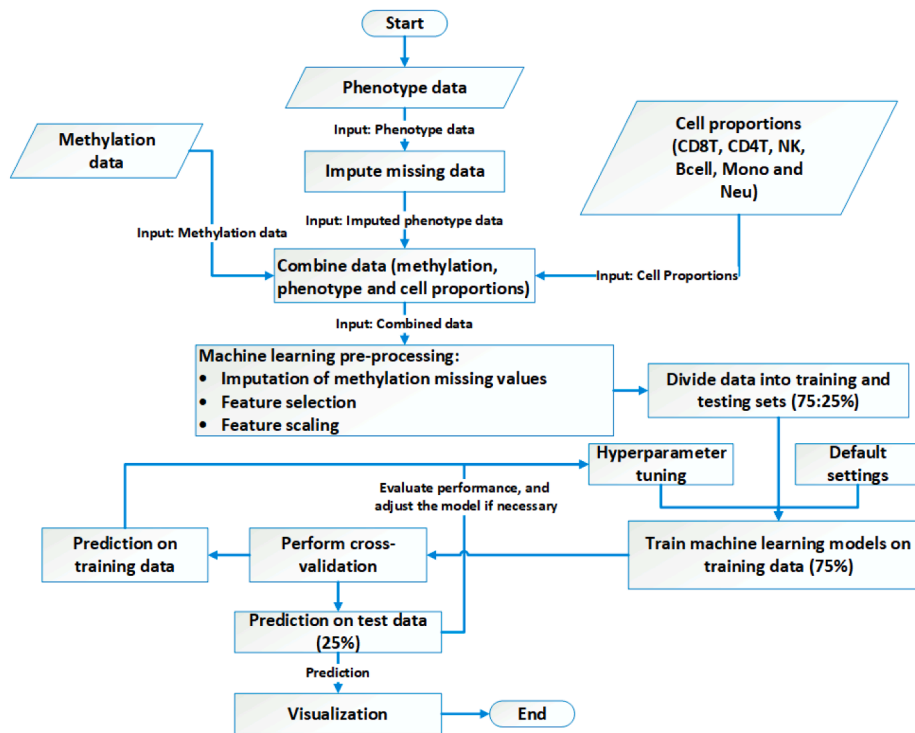 Start
Phenotype data
Input: Phenotype data
Methylation
data
Impute missing data
Cell proportions
(CD8T, CD4T, NK,
Bcell, Mono and
Neu)
Input: Methylation data
Input: Imputed phenotype data
Combine data (methylation,
phenotype and cell proportions)
Input: Cell Proportions
Input: Combined data
Machine learning pre-processing:
• Imputation of methylation missing values
• Feature selection
• Feature scaling
Divide data into training and
testing sets (75:25%)
Hyperparameter
tuning
Default
settings
Evaluate performance, and
adjust the model if necessary
Prediction on
training data
Perform cross-
validation
Train machine learning models on
training data (75%)
Prediction on test data
(25%)
Prediction
Visualization
End